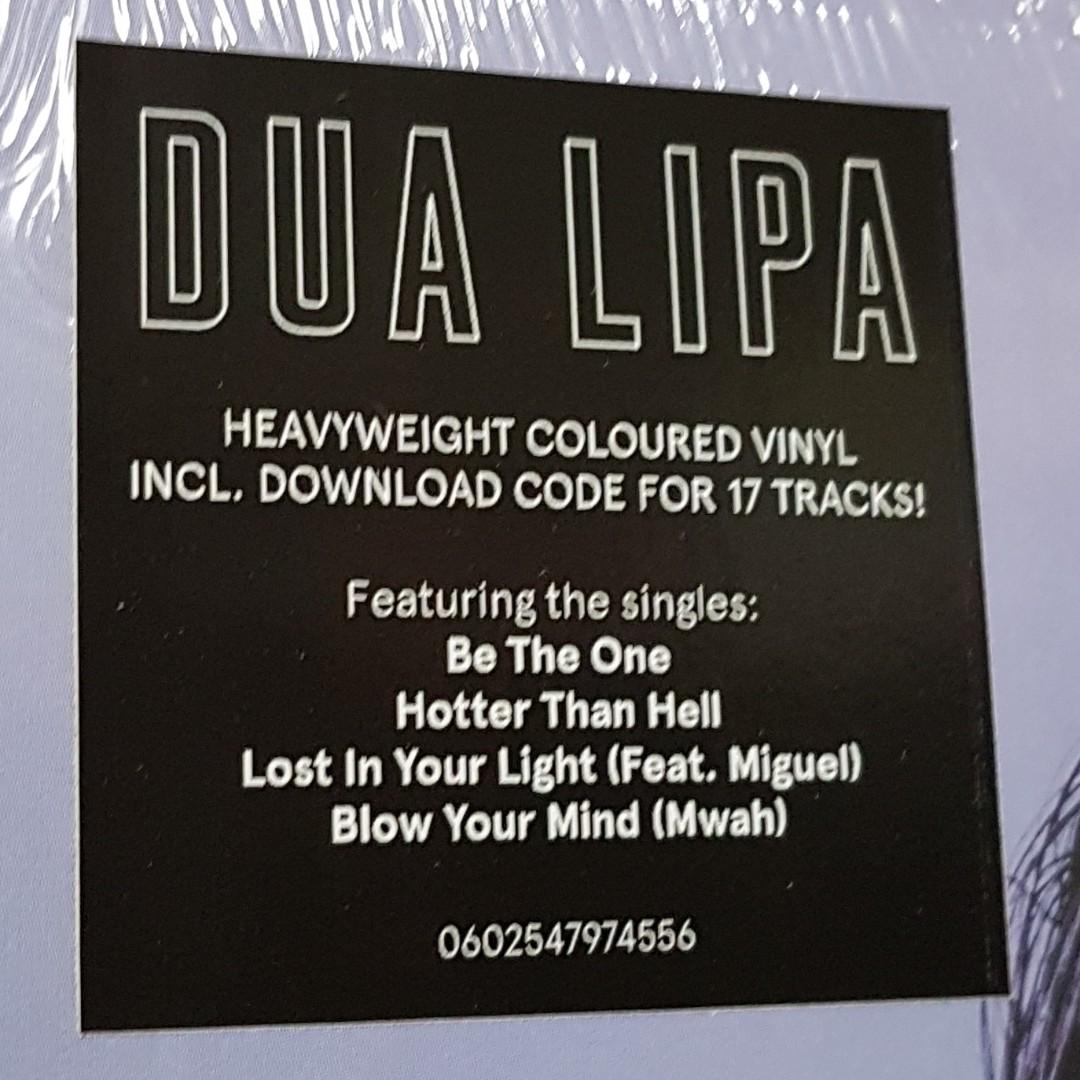 DUA LIPA
HEAVYWEIGHT COLOURED VINYL
INCL. DOWNLOAD CODE FOR 17 TRACKS!
Featuring the singles:
Be The One
Hotter Than Hell
Lost In Your Light (Feat. Miguel)
Blow Your Mind (Mwah)
0602547974556